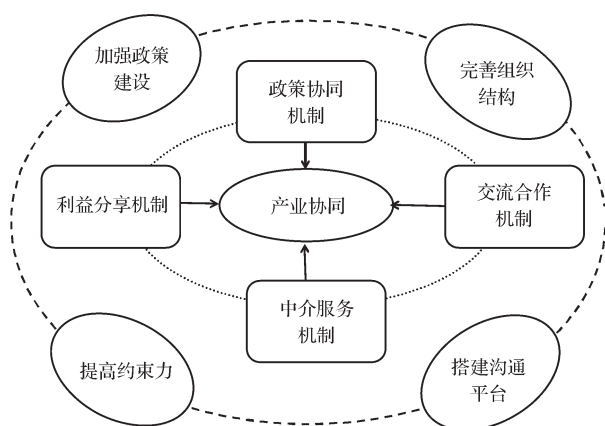 加强政策
建设
完善组织
结构
政策协同
机制
利益分享机制
产业协同
交流合作
机制
中介服务
机制
提高约束力
搭建沟通
平台